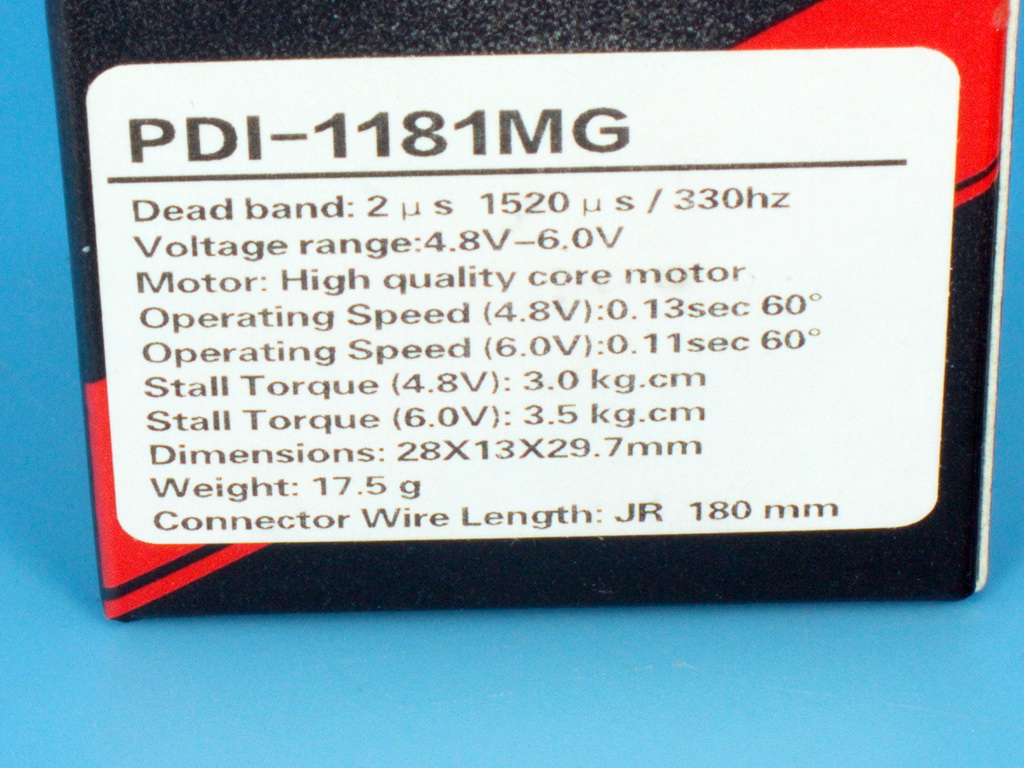 PDI-1181MG
Dead band: 2 μ s 1520 μ s / 330hz
Voltage range:4.8V-6.0V
Motor: High quality core motor
Operating Speed (4.8V):0.13sec 60°
Operating Speed (6.0V):0.11sec 60°
Stall Torque (4.8V): 3.0 kg.cm
Stall Torque (6.0V): 3.5 kg.cm
Dimensions: 28X13X29.7mm
Weight: 17.5 g
Connector Wire Length: JR 180 mm